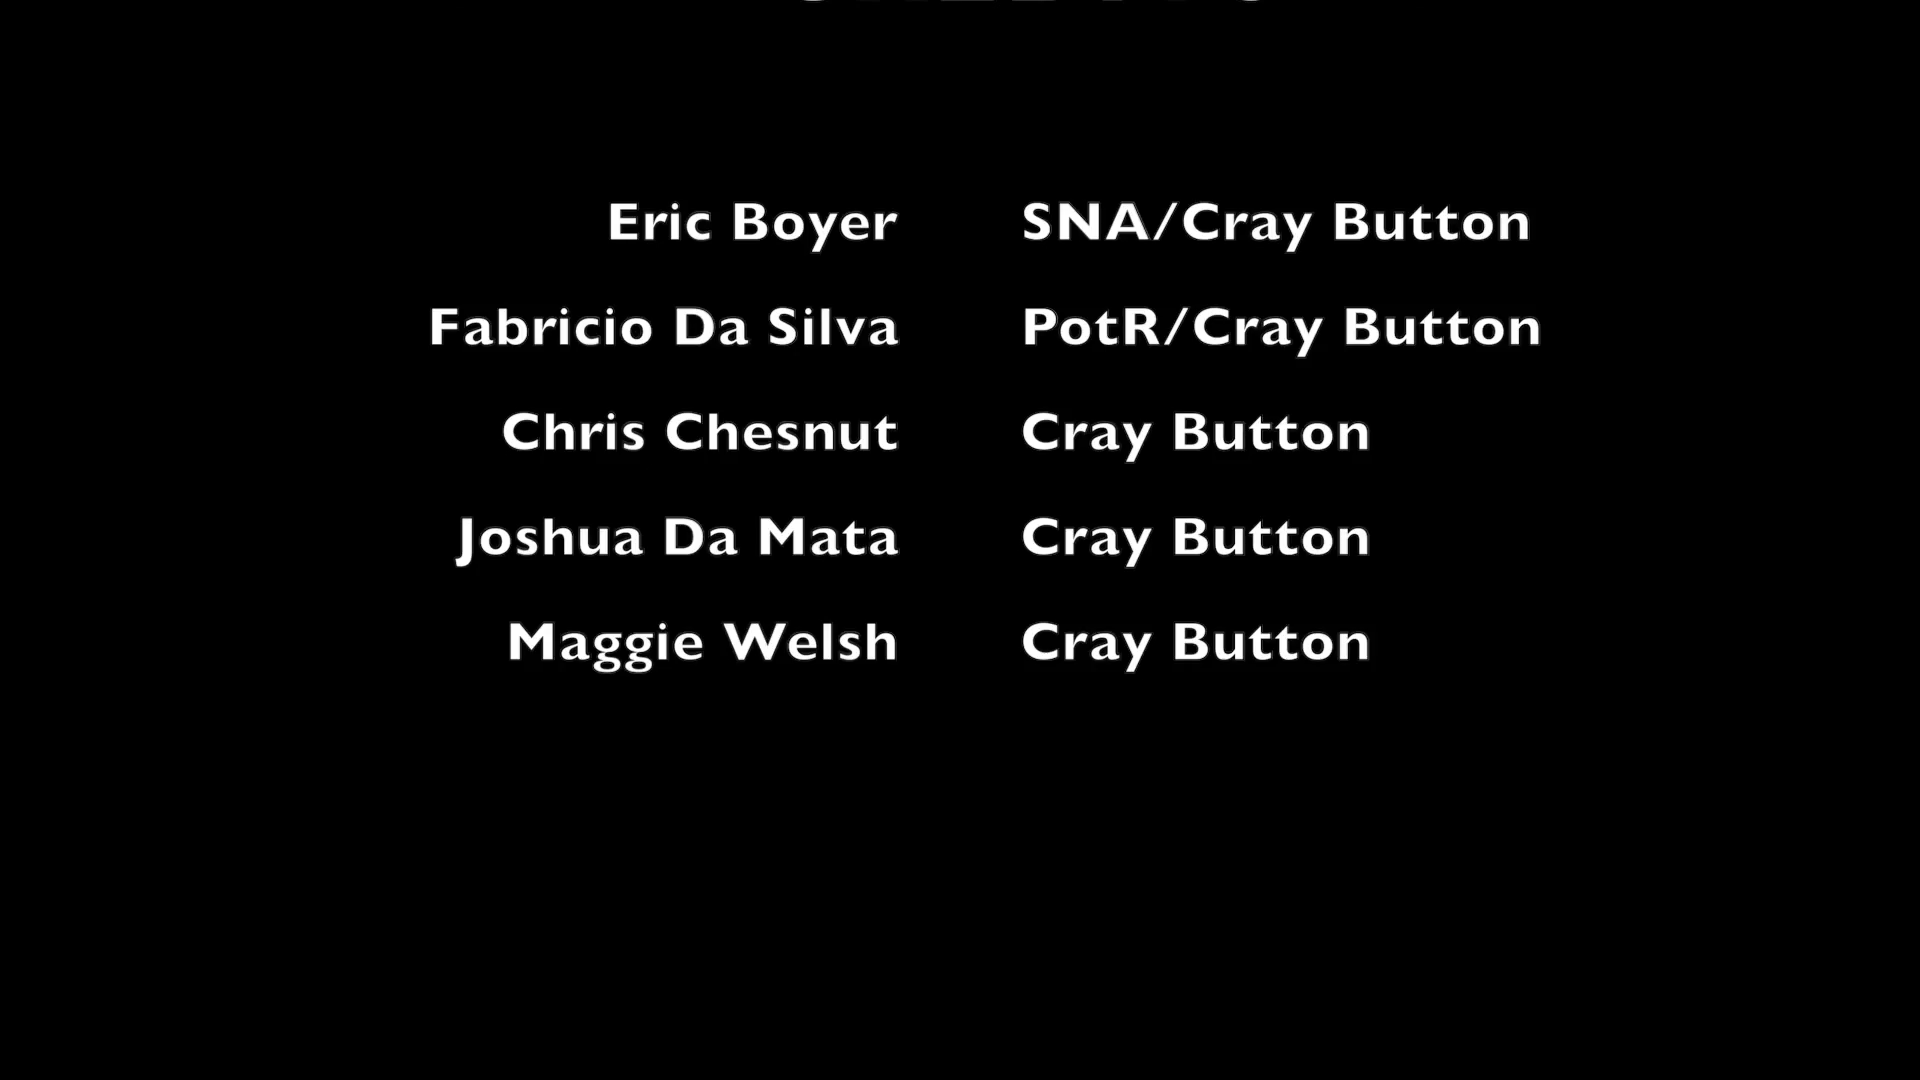 Eric Boyer SNA/Cray Button
Fabricio Da Silva PotR/Cray Button
Chris Chesnut Cray Button
Joshua Da Mata Cray Button
Maggie Welsh Cray Button